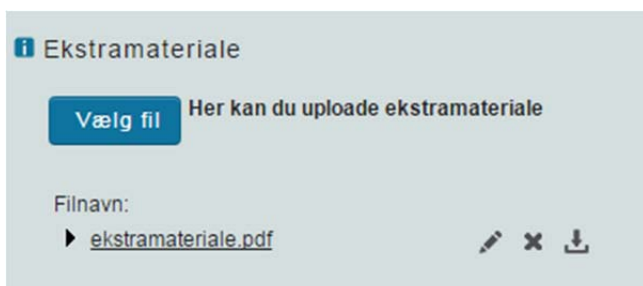 Ekstramateriale
Vælg fil Her kan du uploade ekstramateriale
Filnavn:
ekstramateriale.pdf